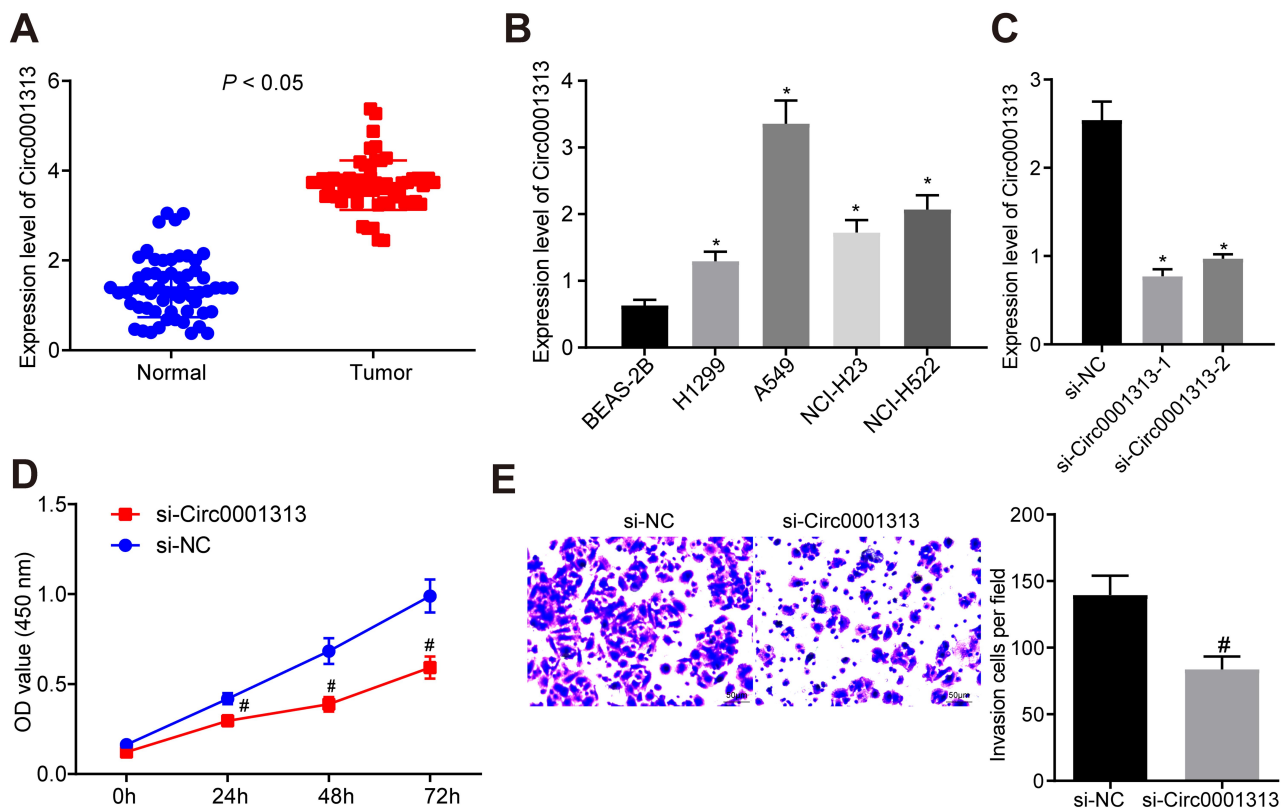 A
Expression level of Circ0001313
P < 0.05
6
4
2
0
Normal
Tumor
B
Expression level of Circ0001313
4
3
2
1
0
*
*
*
*
BEAS-2B
H1299
A549
NCI-H23
NCI-H522
C
Expression level of Circ0001313
3
2
1
0
*
*
si-NC
si-Circ0001313-1
si-Circ0001313-2
D
OD value (450 nm)
1.5
1.0
0.5
0.0
si-Circ0001313
si-NC
#
#
#
0h
24h
48h
72h
E
si-NC
si-Circ0001313
50μm
50μm
Invasion cells per field
200
150
100
50
0
#
si-NC
si-Circ0001313